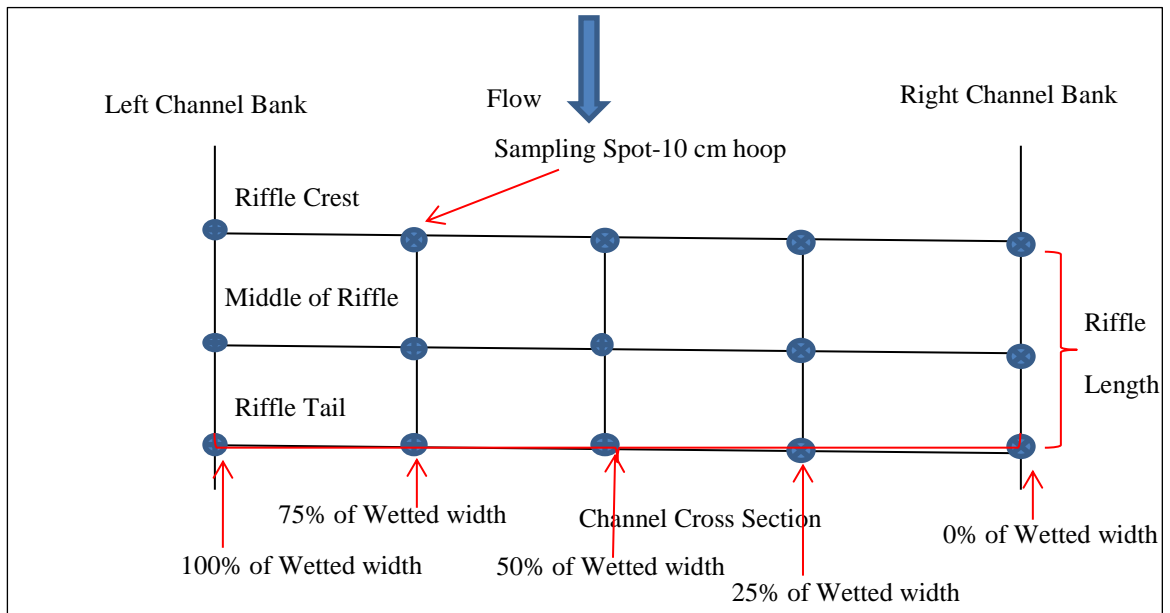 Left Channel Bank
Flow
Right Channel Bank
Sampling Spot-10 cm hoop
Riffle Crest
Middle of Riffle
Riffle
Length
Riffle Tail
75% of Wetted width
Channel Cross Section
0% of Wetted width
100% of Wetted width
50% of Wetted width
25% of Wetted width